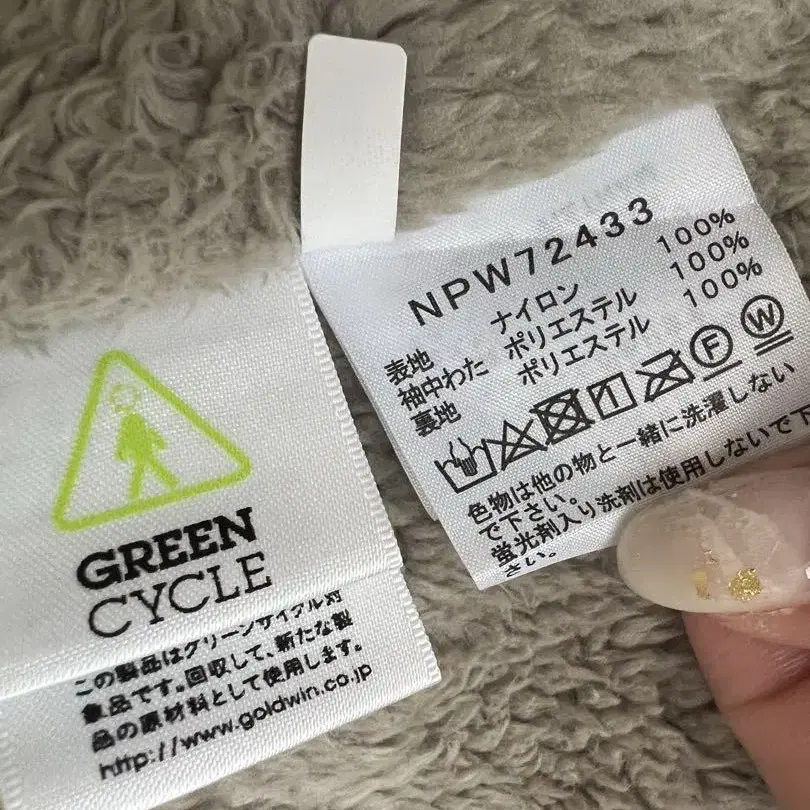 GREEN
CYCLE
この製品はグリーンサイクル対
象品です。回収して、新たな製
品の原材料として使用します。
http://www.goldwin.co.jp
NPW72433
表地 ナイロン 100%
袖中わた ポリエステル 100%
裏地 ポリエステル 100%
F W
色物は他の物と一緒に洗濯しない
で下さい。
蛍光剤入り洗剤は使用しないで下
さい。